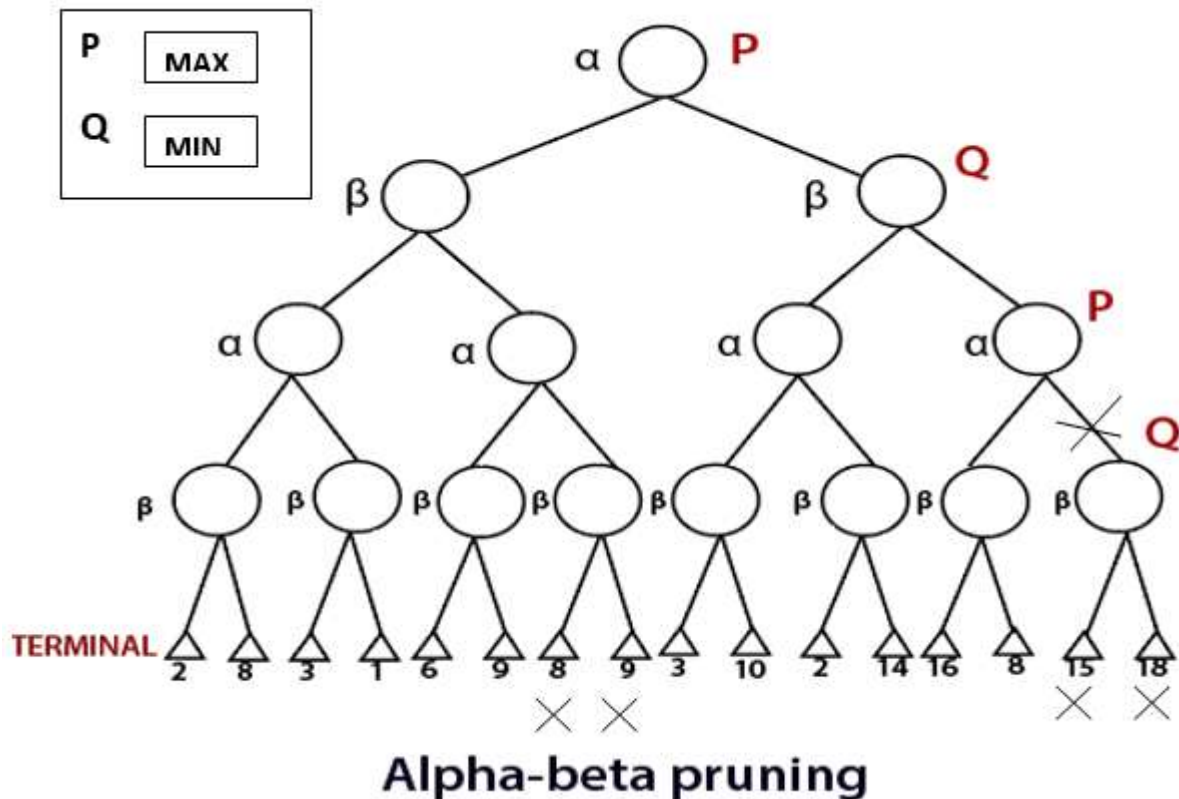 P MAX
Q MIN
α P
β β Q
α α α α P
β β β β β β β β Q
TERMINAL 2 8 3 1 6 9 8 9 3 10 2 14 16 8 15 18
Alpha-beta pruning